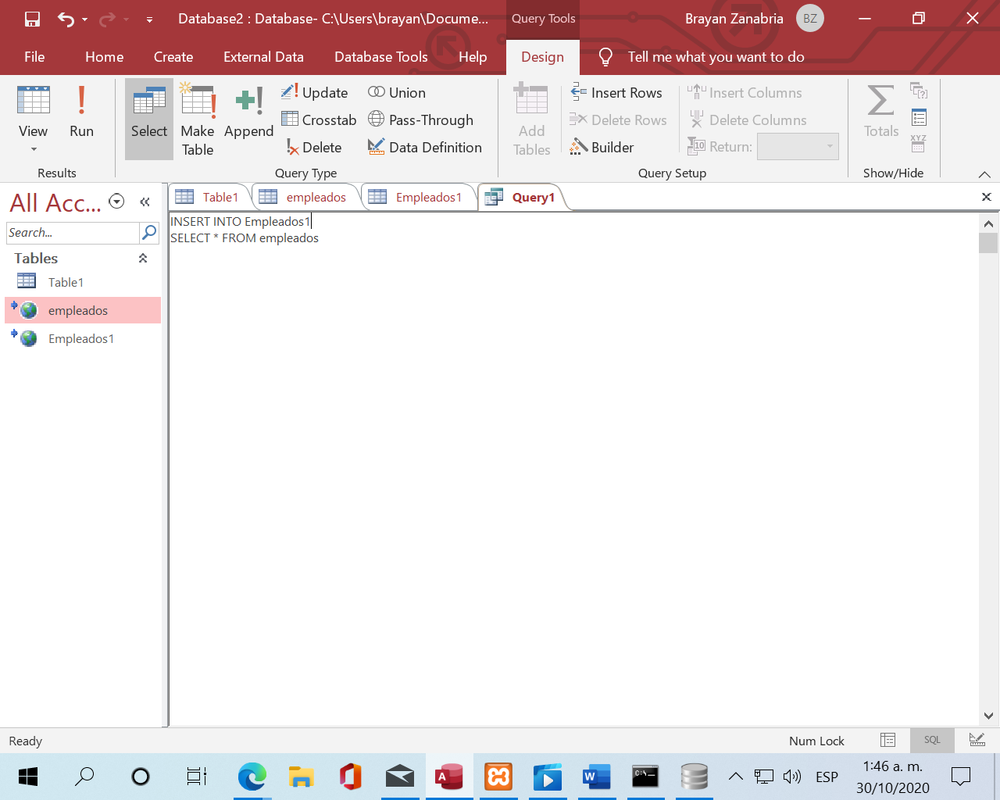 Database2 : Database- C:\Users\brayan\Docume...
Query Tools
Brayan Zanabria
BZ
File
Home
Create
External Data
Database Tools
Help
Design
Tell me what you want to do
View
Run
Results
Select
Make Table
Append
Update
Crosstab
Delete
Union
Pass-Through
Data Definition
Query Type
Add Tables
Insert Rows
Delete Rows
Builder
Insert Columns
Delete Columns
Return:
Query Setup
Totals
XYZ
Show/Hide
All Acc...
Search...
Tables
Table1
empleados
Empleados1
Table1
empleados
Empleados1
Query1
INSERT INTO Empleados1
SELECT * FROM empleados
Ready
Num Lock
SQL
ESP
1:46 a. m.
30/10/2020